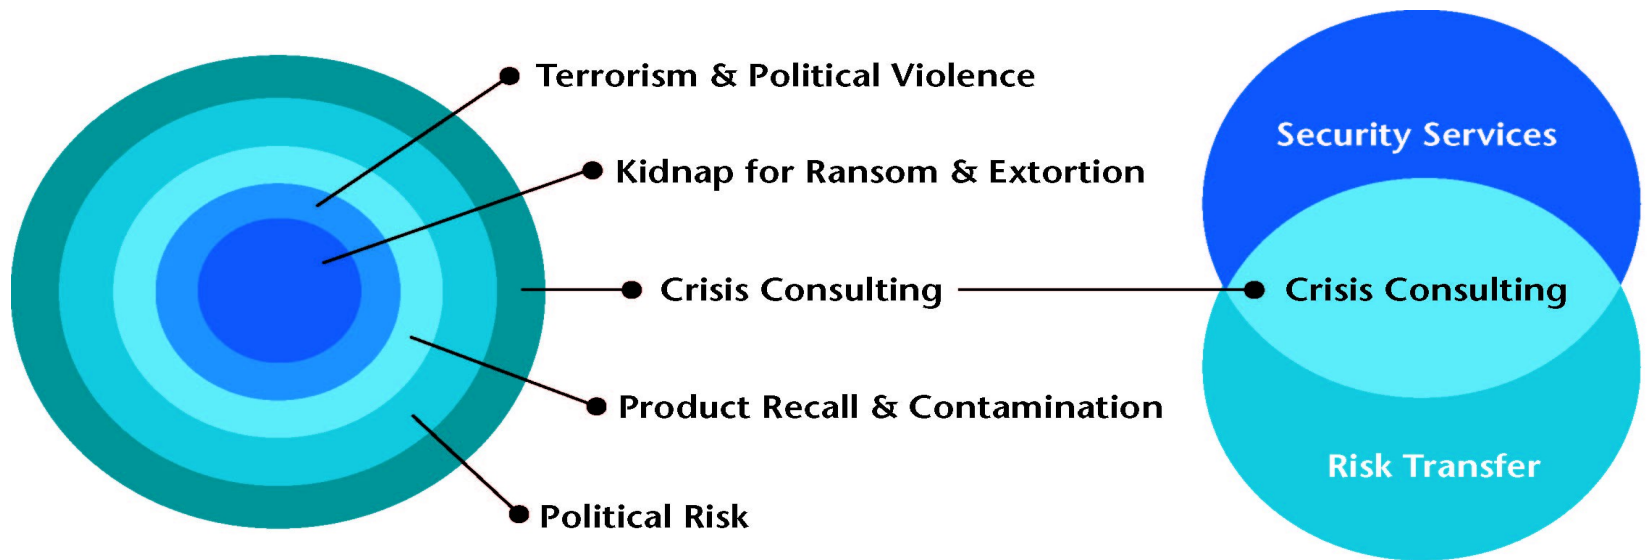 Terrorism & Political Violence
Kidnap for Ransom & Extortion
Crisis Consulting
Product Recall & Contamination
Political Risk
Security Services
Crisis Consulting
Risk Transfer